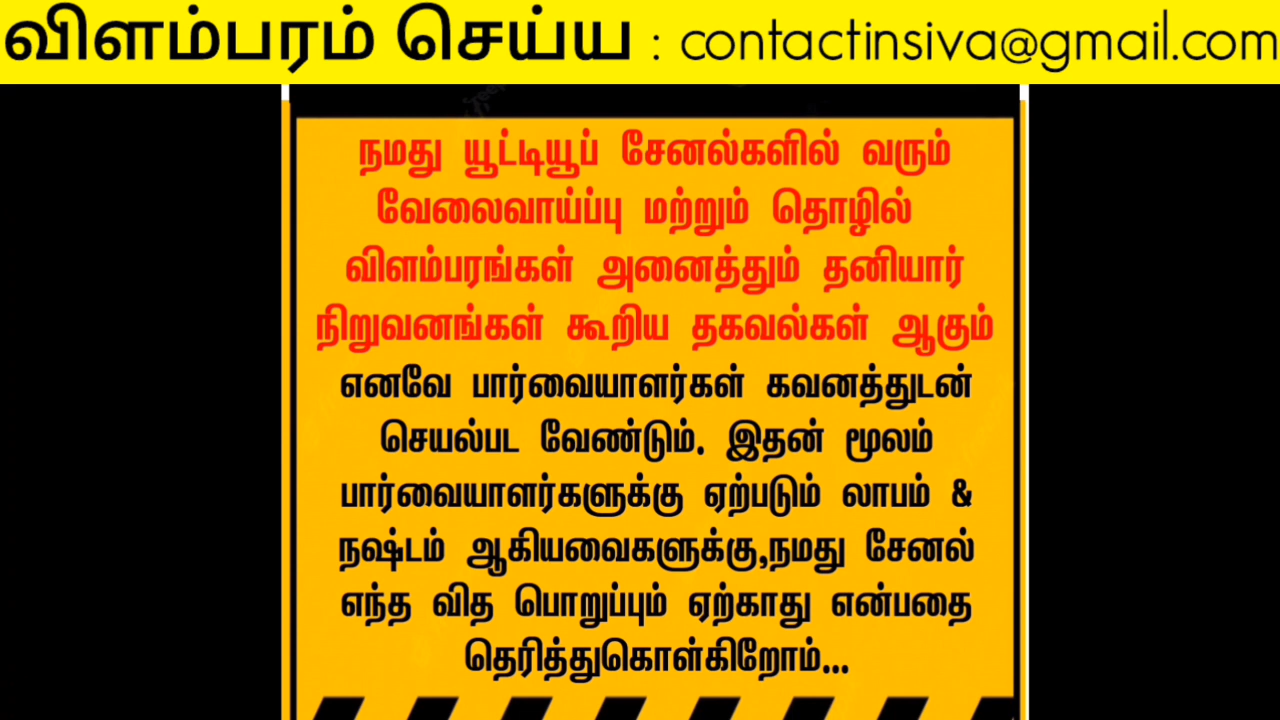 விளம்பரம் செய்ய : contactinsiva@gmail.com
நமது யூட்டியூப் சேனல்களில் வரும்
வேலைவாய்ப்பு மற்றும் தொழில்
விளம்பரங்கள் அனைத்தும் தனியார்
நிறுவனங்கள் கூறிய தகவல்கள் ஆகும்
எனவே பார்வையாளர்கள் கவனத்துடன்
செயல்பட வேண்டும். இதன் மூலம்
பார்வையாளர்களுக்கு ஏற்படும் லாபம் &
நஷ்டம் ஆகியவைகளுக்கு,நமது சேனல்
எந்த வித பொறுப்பும் ஏற்காது என்பதை
தெரித்துகொள்கிறோம்...